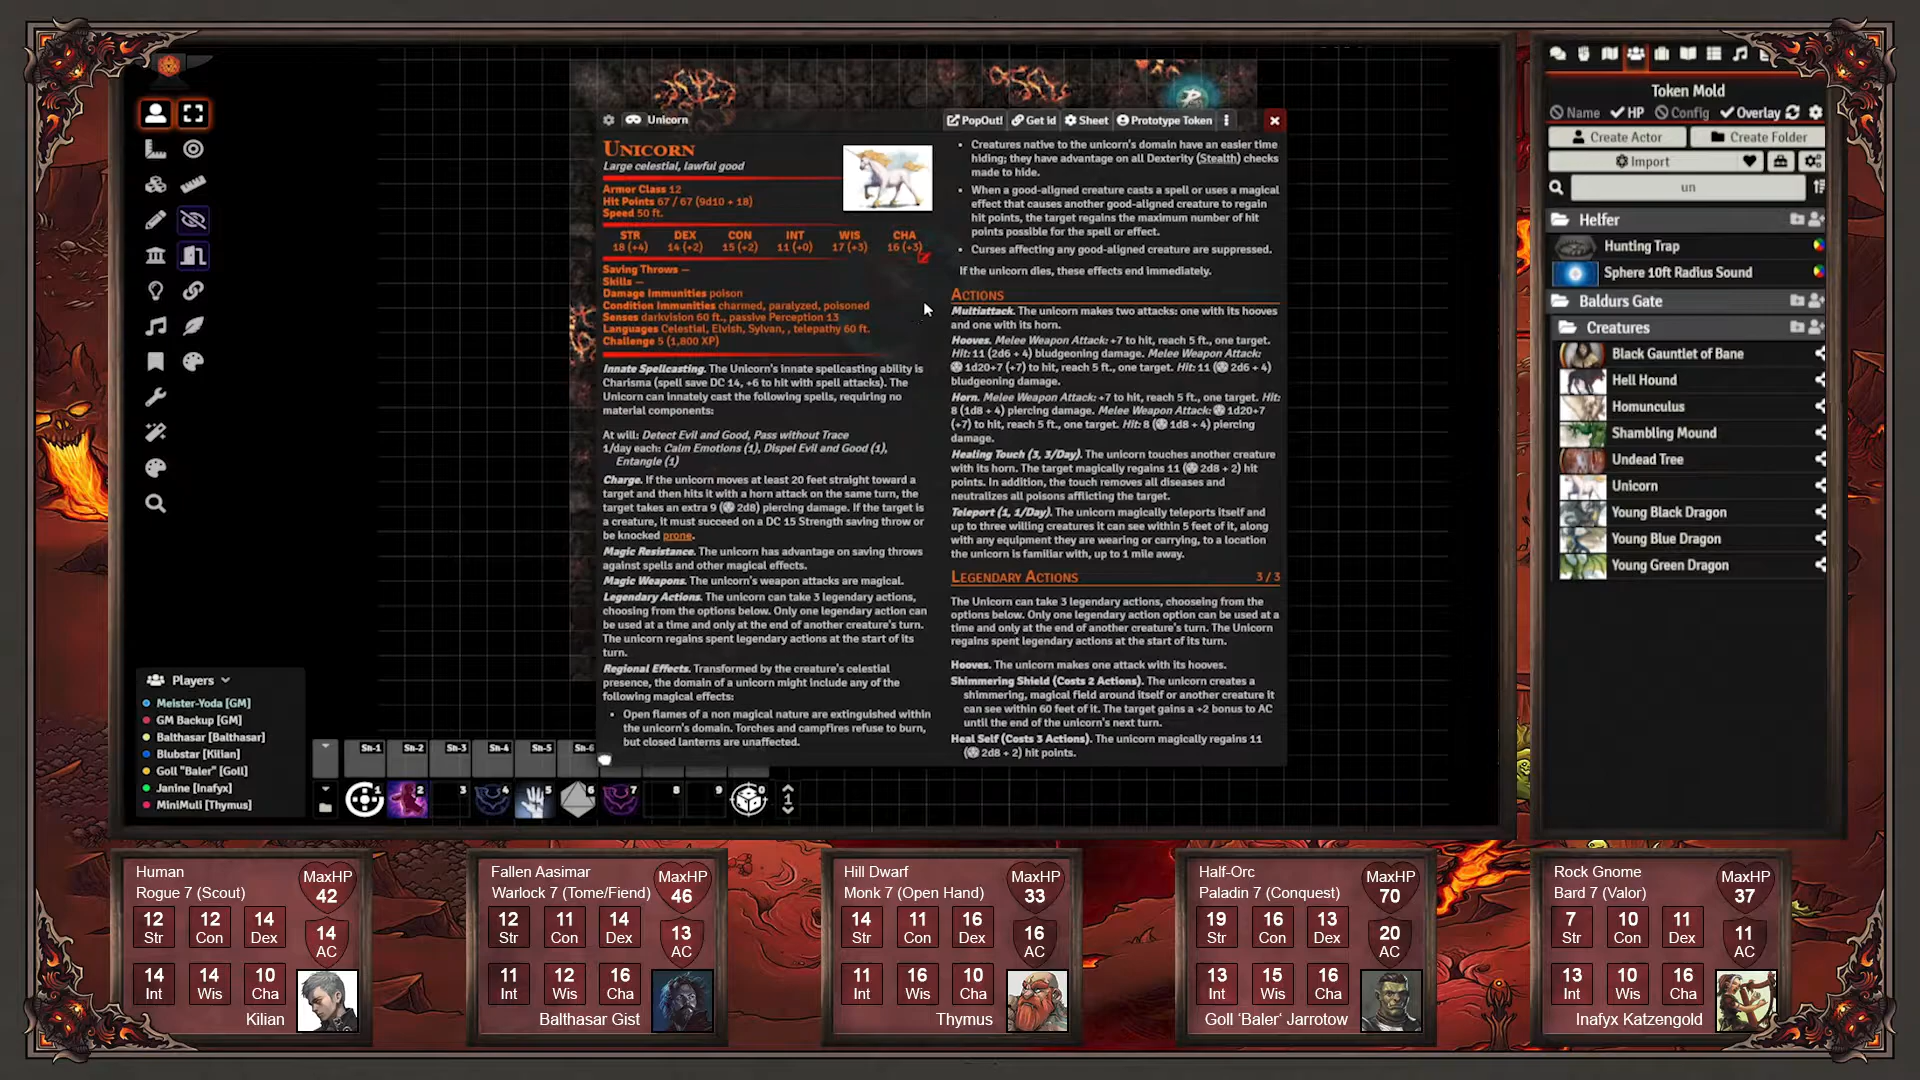 Unicorn
PopOut!
Get id
Sheet
Prototype Token
UNICORN
Large celestial, lawful good
Armor Class 12
Hit Points 67 / 67 (9d10 + 18)
Speed 50 ft.
STR DEX CON INT WIS CHA
18 (+4) 14 (+2) 15 (+2) 11 (+0) 17 (+3) 16 (+3)
Saving Throws —
Skills —
Damage Immunities poison
Condition Immunities charmed, paralyzed, poisoned
Senses darkvision 60 ft., passive Perception 13
Languages Celestial, Elvish, Sylvan, , telepathy 60 ft.
Challenge 5 (1,800 XP)
Innate Spellcasting. The Unicorn's innate spellcasting ability is
Charisma (spell save DC 14, +6 to hit with spell attacks). The
Unicorn can innately cast the following spells, requiring no
material components:
At will: Detect Evil and Good, Pass without Trace
1/day each: Calm Emotions (1), Dispel Evil and Good (1),
Entangle (1)
Charge. If the unicorn moves at least 20 feet straight toward a
target and then hits it with a horn attack on the same turn, the
target takes an extra 9 (2d8) piercing damage. If the target is
a creature, it must succeed on a DC 15 Strength saving throw or
be knocked prone.
Magic Resistance. The unicorn has advantage on saving throws
against spells and other magical effects.
Magic Weapons. The unicorn's weapon attacks are magical.
Legendary Actions. The unicorn can take 3 legendary actions,
choosing from the options below. Only one legendary action can
be used at a time and only at the end of another creature's turn.
The unicorn regains spent legendary actions at the start of its
turn.
Regional Effects. Transformed by the creature's celestial
presence, the domain of a unicorn might include any of the
following magical effects:
• Open flames of a non magical nature are extinguished within
the unicorn's domain. Torches and campfires refuse to burn,
but closed lanterns are unaffected.
• Creatures native to the unicorn's domain have an easier time
hiding; they have advantage on all Dexterity (Stealth) checks
made to hide.
• When a good-aligned creature casts a spell or uses a magical
effect that causes another good-aligned creature to regain
hit points, the target regains the maximum number of hit
points possible for the spell or effect.
• Curses affecting any good-aligned creature are suppressed.
If the unicorn dies, these effects end immediately.
ACTIONS
Multiattack. The unicorn makes two attacks: one with its hooves
and one with its horn.
Hooves. Melee Weapon Attack: +7 to hit, reach 5 ft., one target.
Hit: 11 (2d6 + 4) bludgeoning damage. Melee Weapon Attack:
1d20+7 (+7) to hit, reach 5 ft., one target. Hit: 11 (2d6 + 4)
bludgeoning damage.
Horn. Melee Weapon Attack: +7 to hit, reach 5 ft., one target. Hit:
8 (1d8 + 4) piercing damage. Melee Weapon Attack: 1d20+7
(+7) to hit, reach 5 ft., one target. Hit: 8 (1d8 + 4) piercing
damage.
Healing Touch (3, 3/Day). The unicorn touches another creature
with its horn. The target magically regains 11 (2d8 + 2) hit
points. In addition, the touch removes all diseases and
neutralizes all poisons afflicting the target.
Teleport (1, 1/Day). The unicorn magically teleports itself and
up to three willing creatures it can see within 5 feet of it, along
with any equipment they are wearing or carrying, to a location
the unicorn is familiar with, up to 1 mile away.
LEGENDARY ACTIONS 3 / 3
The Unicorn can take 3 legendary actions, chooseing from the
options below. Only one legendary action option can be used at a
time and only at the end of another creature's turn. The Unicorn
regains spent legendary actions at the start of its turn.
Hooves. The unicorn makes one attack with its hooves.
Shimmering Shield (Costs 2 Actions). The unicorn creates a
shimmering, magical field around itself or another creature it
can see within 60 feet of it. The target gains a +2 bonus to AC
until the end of the unicorn's next turn.
Heal Self (Costs 3 Actions). The unicorn magically regains 11
(2d8 + 2) hit points.
Token Mold
Name HP Config Overlay
Create Actor
Create Folder
Import
un
Helfer
Hunting Trap
Sphere 10ft Radius Sound
Baldurs Gate
Creatures
Black Gauntlet of Bane
Hell Hound
Homunculus
Shambling Mound
Undead Tree
Unicorn
Young Black Dragon
Young Blue Dragon
Young Green Dragon
Players
Meister-Yoda [GM]
GM Backup [GM]
Balthasar [Balthasar]
Blubstar [Kilian]
Goll "Baler" [Goll]
Janine [Inafyx]
MiniMuli [Thymus]
Sn-1 Sn-2 Sn-3 Sn-4 Sn-5 Sn-6
1 2 3 4 5 6 7 8 9 0 1
Human
Rogue 7 (Scout)
MaxHP
42
12 12 14
Str Con Dex
14
AC
14 14 10
Int Wis Cha
Kilian
Fallen Aasimar
Warlock 7 (Tome/Fiend)
MaxHP
46
12 11 14
Str Con Dex
13
AC
11 12 16
Int Wis Cha
Balthasar Gist
Hill Dwarf
Monk 7 (Open Hand)
MaxHP
33
14 11 16
Str Con Dex
16
AC
11 16 10
Int Wis Cha
Thymus
Half-Orc
Paladin 7 (Conquest)
MaxHP
70
19 16 13
Str Con Dex
20
AC
13 15 16
Int Wis Cha
Goll 'Baler' Jarrotow
Rock Gnome
Bard 7 (Valor)
MaxHP
37
7 10 11
Str Con Dex
11
AC
13 10 16
Int Wis Cha
Inafyx Katzengold